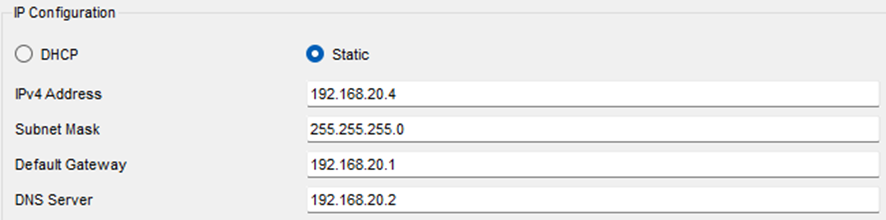 IP Configuration
DHCP Static
IPv4 Address 192.168.20.4
Subnet Mask 255.255.255.0
Default Gateway 192.168.20.1
DNS Server 192.168.20.2